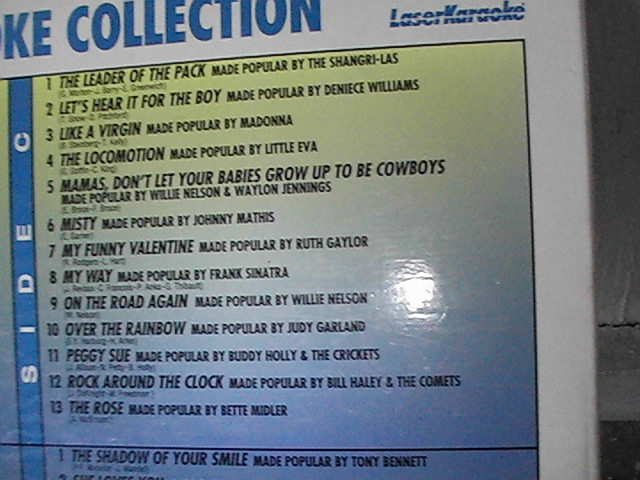 OKE COLLECTION
LaserKaraoke
SIDE C
1 THE LEADER OF THE PACK MADE POPULAR BY THE SHANGRI-LAS
2 LET'S HEAR IT FOR THE BOY MADE POPULAR BY DENIECE WILLIAMS
3 LIKE A VIRGIN MADE POPULAR BY MADONNA
4 THE LOCOMOTION MADE POPULAR BY LITTLE EVA
5 MAMAS, DON'T LET YOUR BABIES GROW UP TO BE COWBOYS
MADE POPULAR BY WILLIE NELSON & WAYLON JENNINGS
6 MISTY MADE POPULAR BY JOHNNY MATHIS
7 MY FUNNY VALENTINE MADE POPULAR BY RUTH GAYLOR
8 MY WAY MADE POPULAR BY FRANK SINATRA
9 ON THE ROAD AGAIN MADE POPULAR BY WILLIE NELSON
(W. Nelson)
10 OVER THE RAINBOW MADE POPULAR BY JUDY GARLAND
11 PEGGY SUE MADE POPULAR BY BUDDY HOLLY & THE CRICKETS
12 ROCK AROUND THE CLOCK MADE POPULAR BY BILL HALEY & THE COMETS
13 THE ROSE MADE POPULAR BY BETTE MIDLER
1 THE SHADOW OF YOUR SMILE MADE POPULAR BY TONY BENNETT